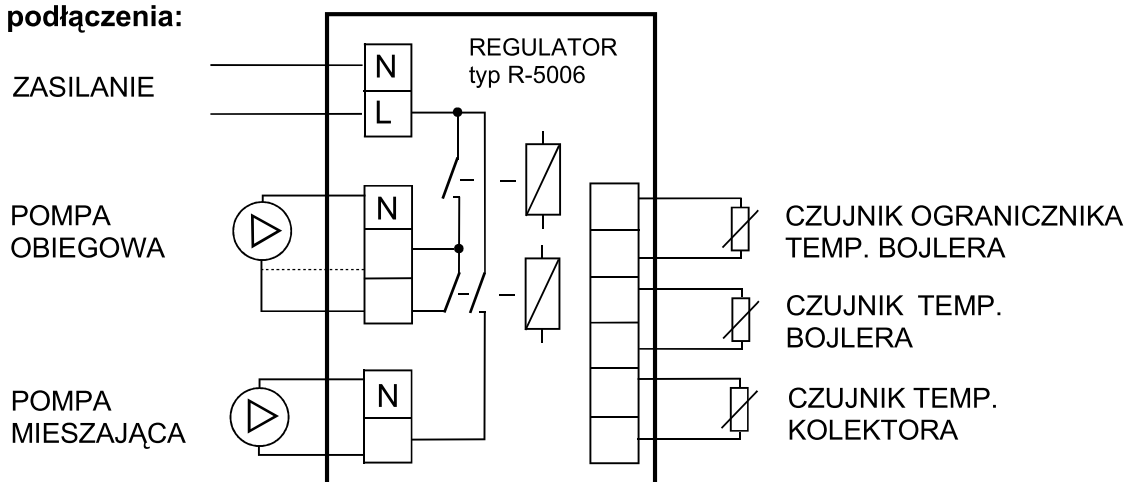 podłączenia:
REGULATOR
typ R-5006
ZASILANIE
N
L
POMPA
OBIEGOWA
N
CZUJNIK OGRANICZNIKA
TEMP. BOJLERA
CZUJNIK TEMP.
BOJLERA
POMPA
MIESZAJĄCA
N
CZUJNIK TEMP.
KOLEKTORA